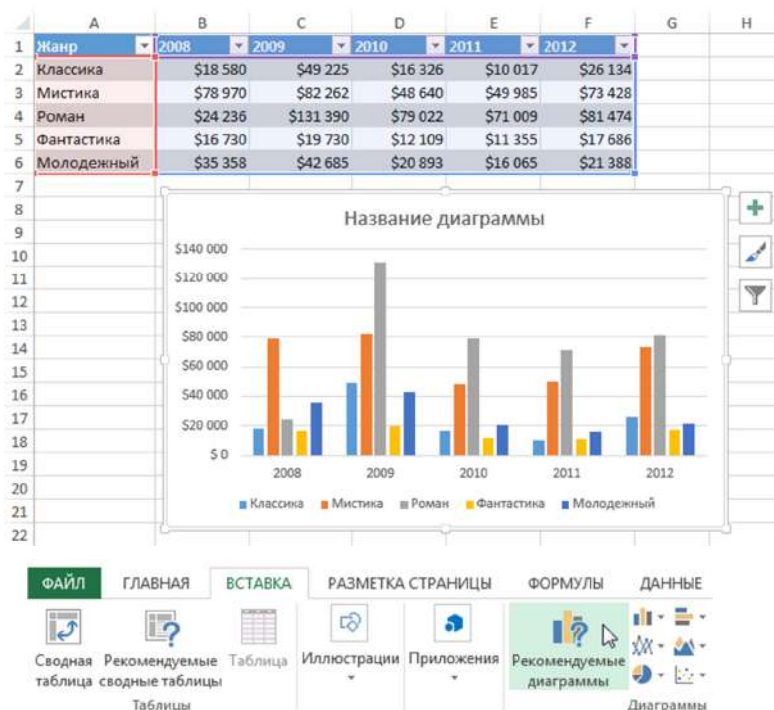 A B C D E F G H
1 Жанр 2008 2009 2010 2011 2012
2 Классика $18 580 $49 225 $16 326 $10 017 $26 134
3 Мистика $78 970 $82 262 $48 640 $49 985 $73 428
4 Роман $24 236 $131 390 $79 022 $71 009 $81 474
5 Фантастика $16 730 $19 730 $12 109 $11 355 $17 686
6 Молодежный $35 358 $42 685 $20 893 $16 065 $21 388
7
8
Название диаграммы
9
10
11
12
13
14
15
16
17
18
19
20
21
22
$140 000
$120 000
$100 000
$80 000
$60 000
$40 000
$20 000
$0
2008 2009 2010 2011 2012
Классика Мистика Роман Фантастика Молодежный
ФАЙЛ ГЛАВНАЯ ВСТАВКА РАЗМЕТКА СТРАНИЦЫ ФОРМУЛЫ ДАННЫЕ
Сводная Рекомендуемые Таблица Иллюстрации Приложения Рекомендуемые
таблица сводные таблицы диаграммы
Таблицы Диаграммы